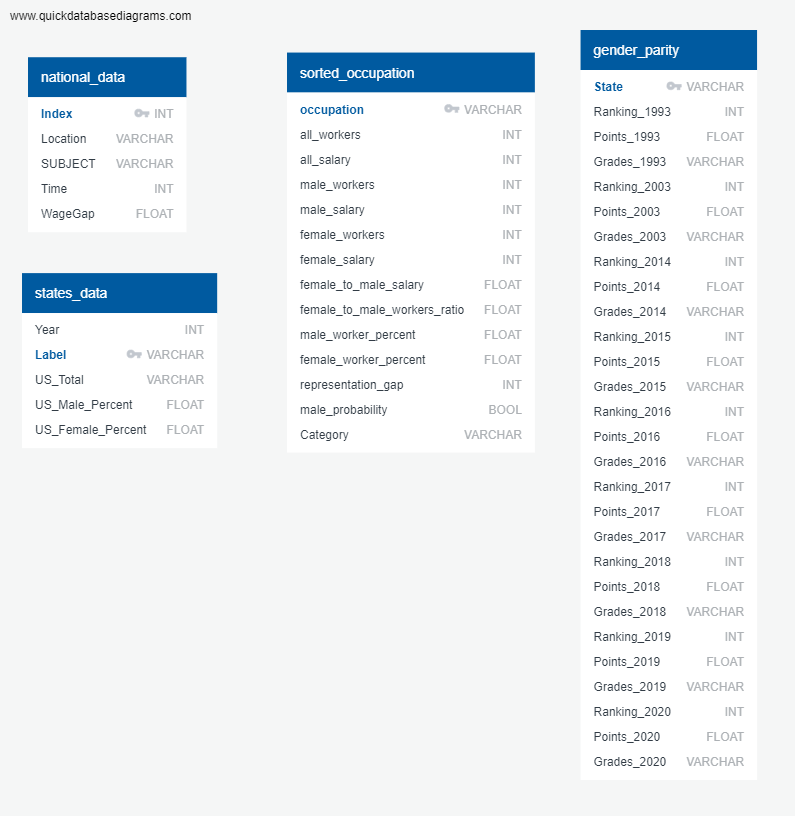 www.quickdatabasediagrams.com
national_data
Index INT
Location VARCHAR
SUBJECT VARCHAR
Time INT
WageGap FLOAT
states_data
Year INT
Label VARCHAR
US_Total VARCHAR
US_Male_Percent FLOAT
US_Female_Percent FLOAT
sorted_occupation
occupation VARCHAR
all_workers INT
all_salary INT
male_workers INT
male_salary INT
female_workers INT
female_salary INT
female_to_male_salary FLOAT
female_to_male_workers_ratio FLOAT
male_worker_percent FLOAT
female_worker_percent FLOAT
representation_gap INT
male_probability BOOL
Category VARCHAR
gender_parity
State VARCHAR
Ranking_1993 INT
Points_1993 FLOAT
Grades_1993 VARCHAR
Ranking_2003 INT
Points_2003 FLOAT
Grades_2003 VARCHAR
Ranking_2014 INT
Points_2014 FLOAT
Grades_2014 VARCHAR
Ranking_2015 INT
Points_2015 FLOAT
Grades_2015 VARCHAR
Ranking_2016 INT
Points_2016 FLOAT
Grades_2016 VARCHAR
Ranking_2017 INT
Points_2017 FLOAT
Grades_2017 VARCHAR
Ranking_2018 INT
Points_2018 FLOAT
Grades_2018 VARCHAR
Ranking_2019 INT
Points_2019 FLOAT
Grades_2019 VARCHAR
Ranking_2020 INT
Points_2020 FLOAT
Grades_2020 VARCHAR